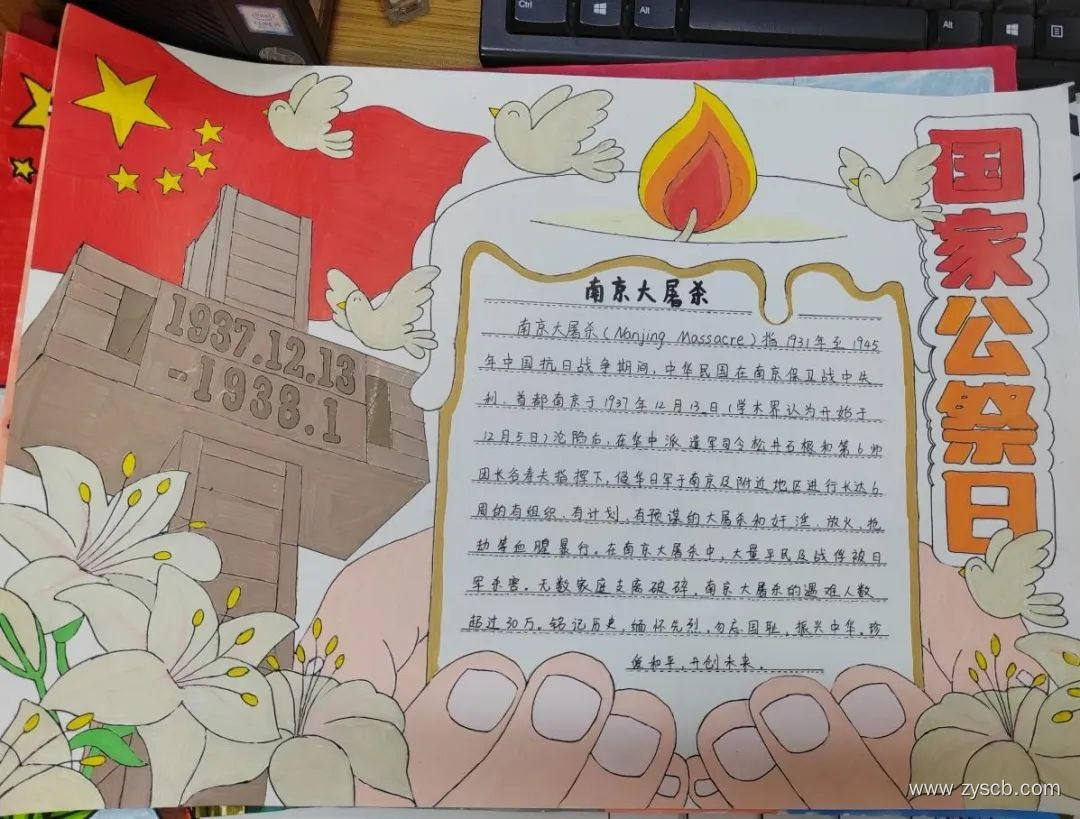 Ctrl
Alt
Alt
国家公祭日
1937.12.13
-1938.1
南京大屠杀
南京大屠杀(Nanjing Massacre)指1931年至1945
年中国抗日战争期间,中华民国在南京保卫战中失
利、首都南京于1937年12月13日(学术界认为开始于
12月5日)沦陷后,在华中派遣军司令松井石根和第6师
团长谷寿夫指挥下,侵华日军于南京及附近地区进行长达6
周的有组织、有计划、有预谋的大屠杀和奸淫、放火、抢
劫等血腥暴行。在南京大屠杀中,大量平民及战俘被日
军杀害。无数家庭支离破碎,南京大屠杀的遇难人数
超过30万。铭记历史,缅怀先烈,勿忘国耻,振兴中华,珍
爱和平,开创未来。
www.zyscb.com